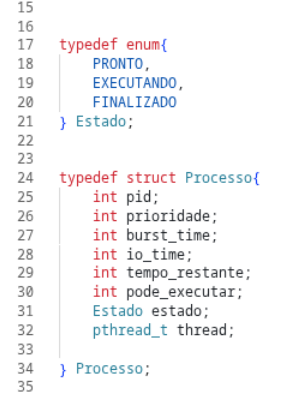 15
16
17 typedef enum{
18     PRONTO,
19     EXECUTANDO,
20     FINALIZADO
21 } Estado;
22
23
24 typedef struct Processo{
25     int pid;
26     int prioridade;
27     int burst_time;
28     int io_time;
29     int tempo_restante;
30     int pode_executar;
31     Estado estado;
32     pthread_t thread;
33
34 } Processo;
35